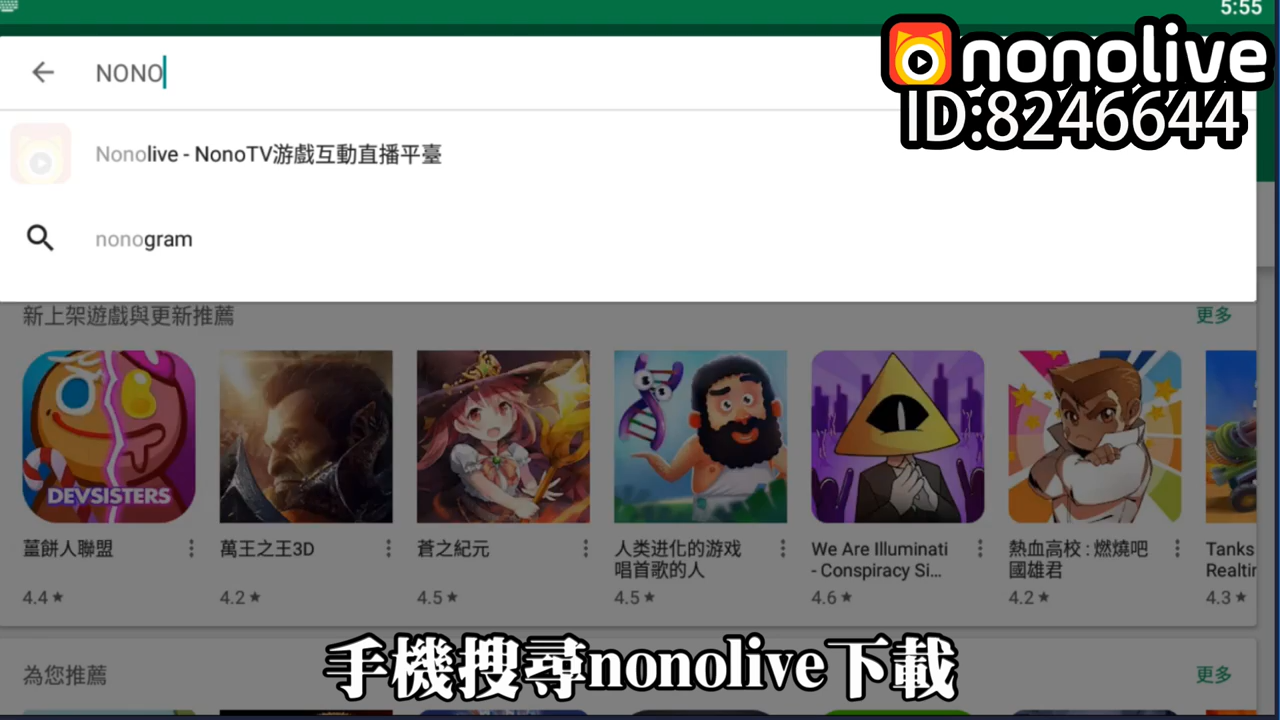 5:55
NONO
nonolive
ID:8246644
Nonolive - NonoTV游戲互動直播平臺
nonogram
新上架遊戲與更新推薦
更多
DEVSISTERS
薑餅人聯盟
4.4 ★
萬王之王3D
4.2 ★
蒼之紀元
4.5 ★
人类进化的游戏
唱首歌的人
4.5 ★
We Are Illuminati
- Conspiracy Si...
4.6 ★
熱血高校 : 燃燒吧
國雄君
4.2 ★
Tanks
Realtin
4.3 ★
手機搜尋nonolive下載
為您推薦
更多